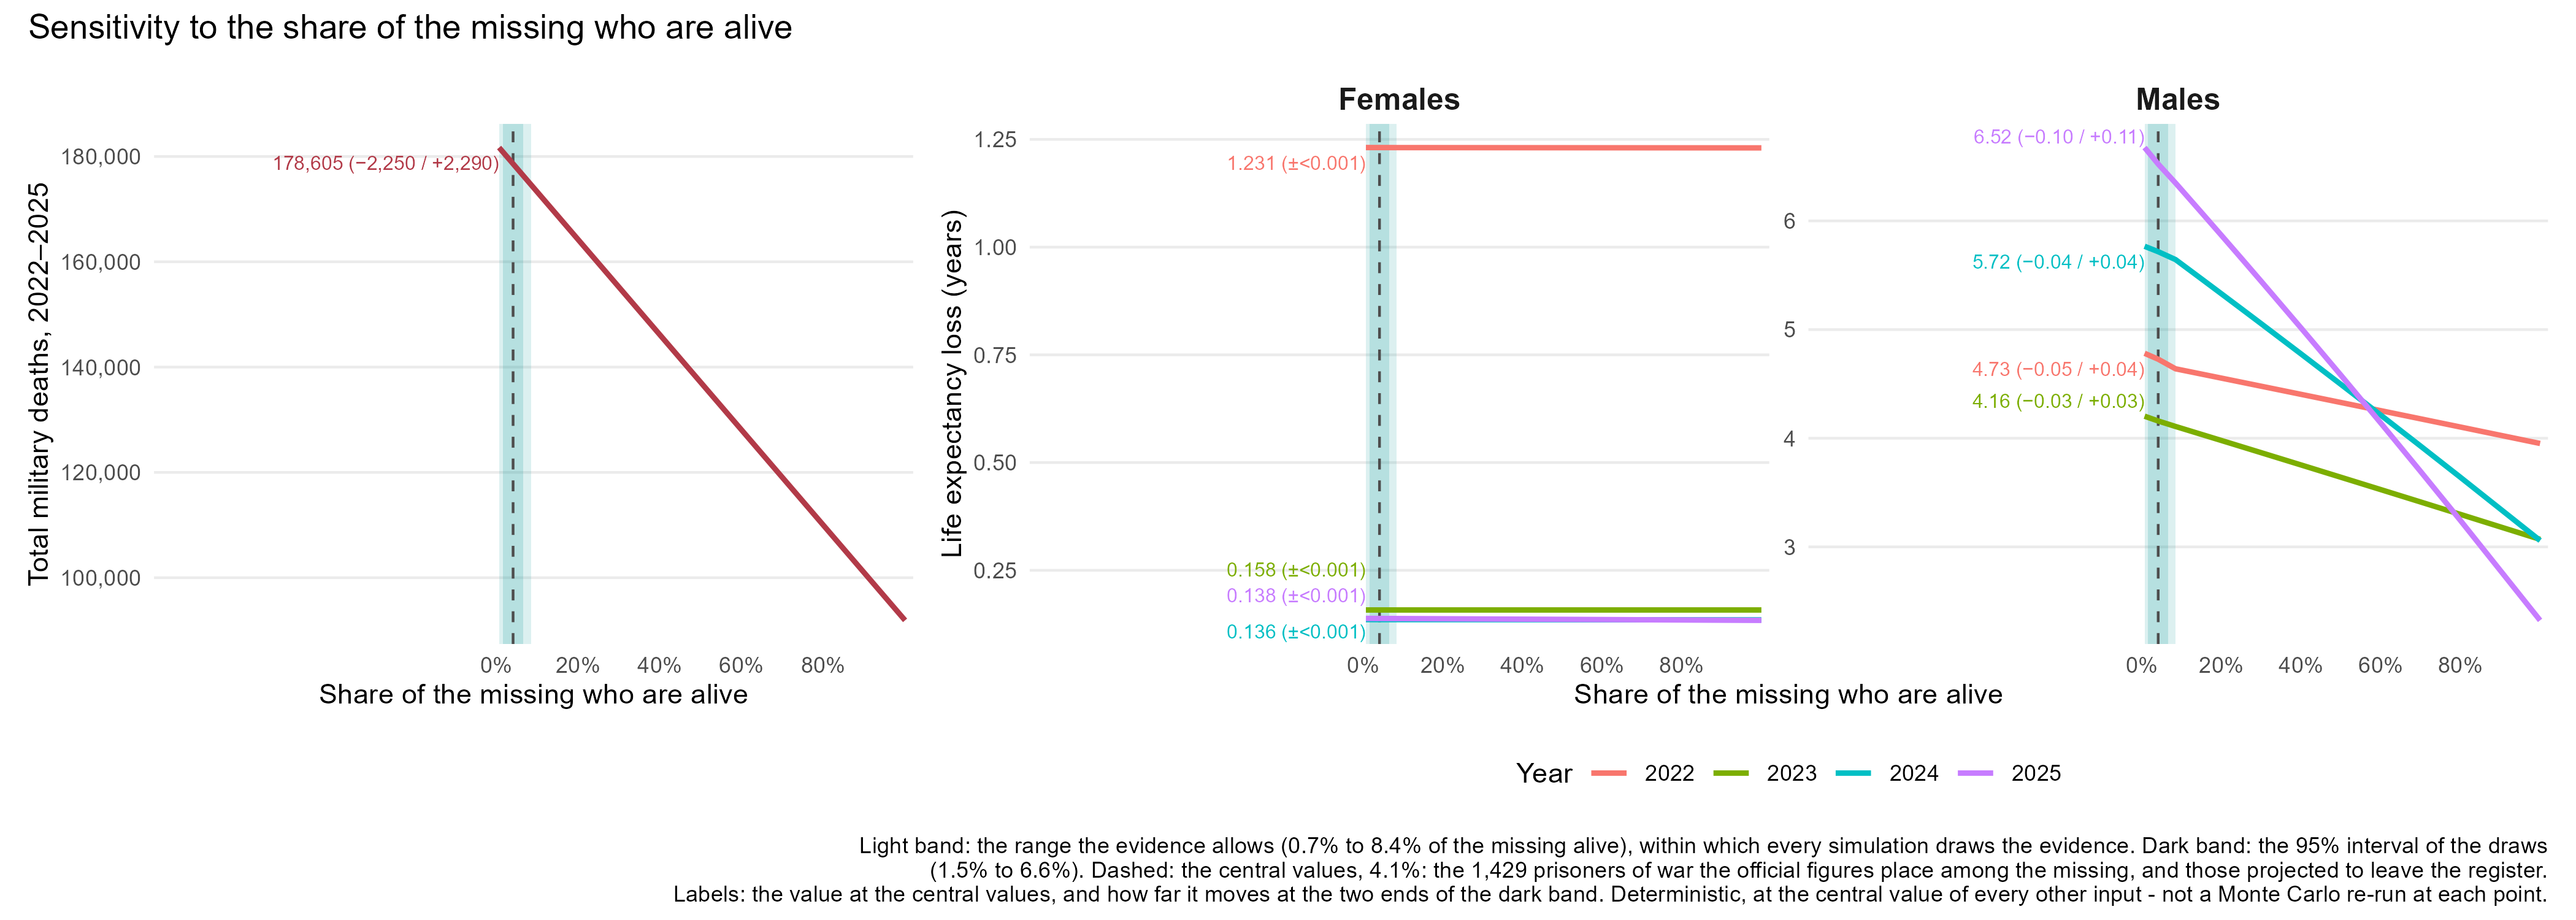 Sensitivity to the share of the missing who are alive
Total military deaths, 2022–2025
180,000
160,000
140,000
120,000
100,000
178,605 (−2,250 / +2,290)
0%
20%
40%
60%
80%
Share of the missing who are alive
Females
Life expectancy loss (years)
1.25
1.00
0.75
0.50
0.25
1.231 (±<0.001)
0.158 (±<0.001)
0.138 (±<0.001)
0.136 (±<0.001)
0%
20%
40%
60%
80%
Males
6
5
4
3
6.52 (−0.10 / +0.11)
5.72 (−0.04 / +0.04)
4.73 (−0.05 / +0.04)
4.16 (−0.03 / +0.03)
0%
20%
40%
60%
80%
Share of the missing who are alive
Year 2022 2023 2024 2025
Light band: the range the evidence allows (0.7% to 8.4% of the missing alive), within which every simulation draws the evidence. Dark band: the 95% interval of the draws
(1.5% to 6.6%). Dashed: the central values, 4.1%: the 1,429 prisoners of war the official figures place among the missing, and those projected to leave the register.
Labels: the value at the central values, and how far it moves at the two ends of the dark band. Deterministic, at the central value of every other input - not a Monte Carlo re-run at each point.